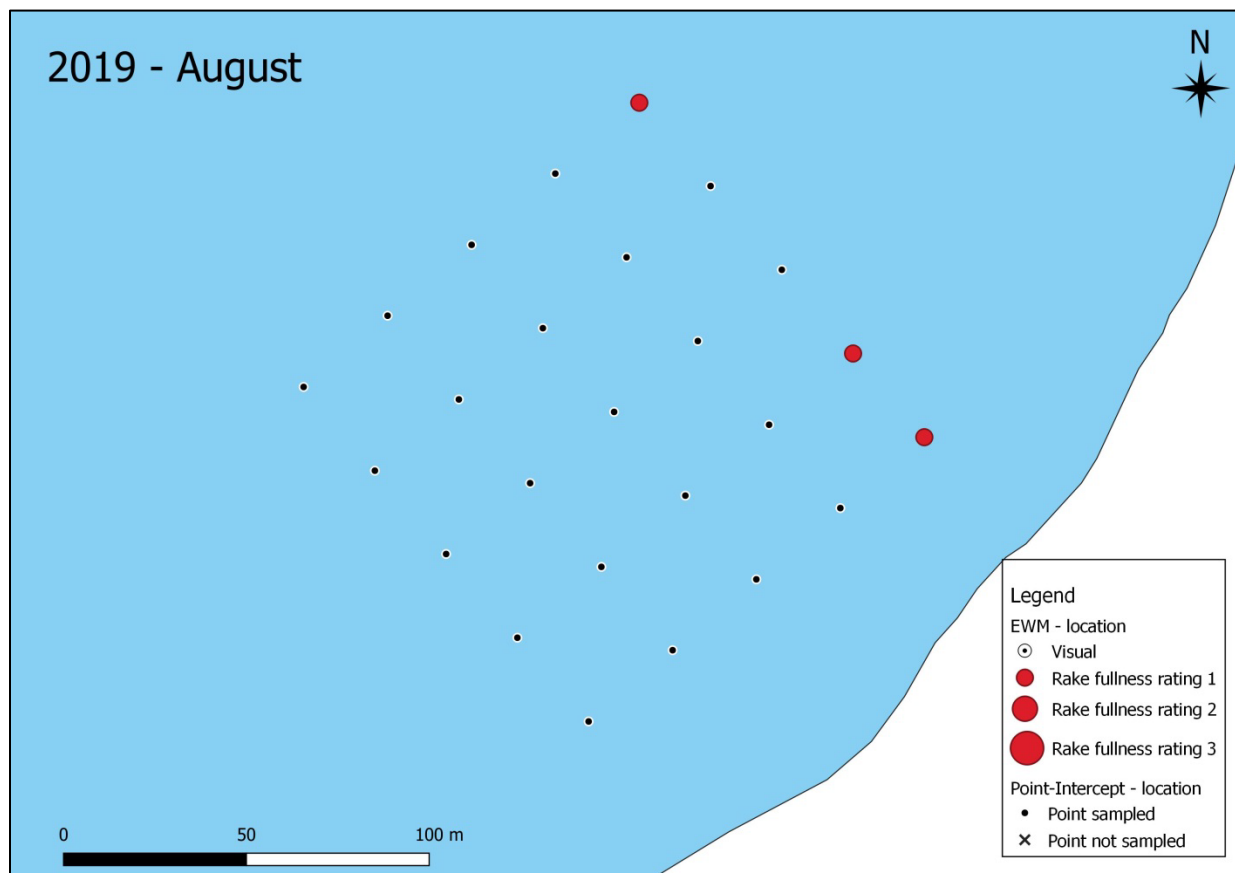 2019 - August
N
Legend
EWM - location
Visual
Rake fullness rating 1
Rake fullness rating 2
Rake fullness rating 3
Point-Intercept - location
Point sampled
Point not sampled
0 50 100 m